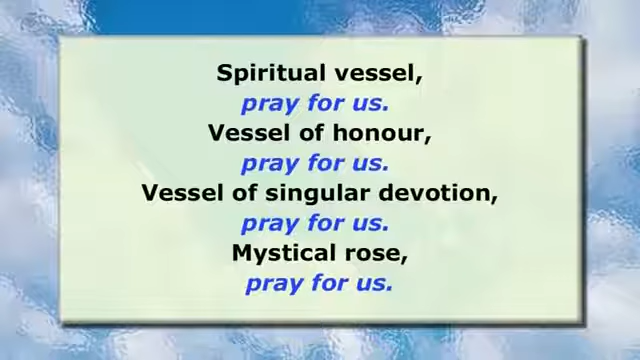 Spiritual vessel,
pray for us.
Vessel of honour,
pray for us.
Vessel of singular devotion,
pray for us.
Mystical rose,
pray for us.